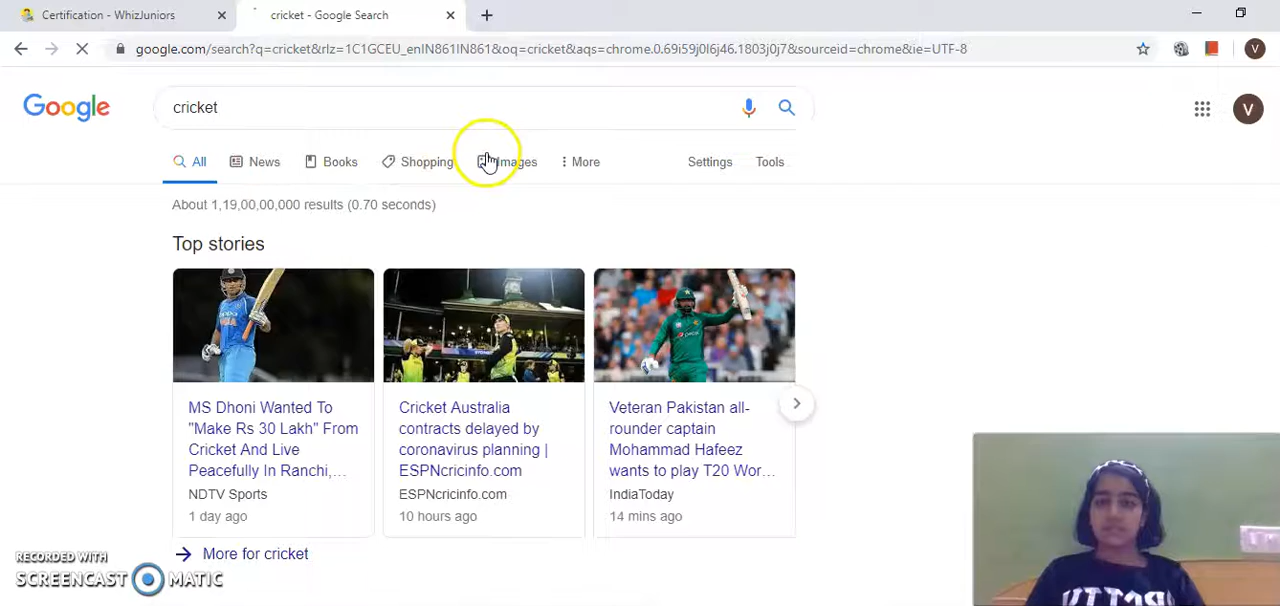 Certification - WhizJuniors
cricket - Google Search
google.com/search?q=cricket&rlz=1C1GCEU_enIN861IN861&oq=cricket&aqs=chrome.0.69i59j0l6j46.1803j0j7&sourceid=chrome&ie=UTF-8
V
Google
cricket
V
All
News
Books
Shopping
Images
More
Settings
Tools
About 1,19,00,00,000 results (0.70 seconds)
Top stories
MS Dhoni Wanted To
"Make Rs 30 Lakh" From
Cricket And Live
Peacefully In Ranchi,...
NDTV Sports
1 day ago
Cricket Australia
contracts delayed by
coronavirus planning |
ESPNcricinfo.com
ESPNcricinfo.com
10 hours ago
Veteran Pakistan all-
rounder captain
Mohammad Hafeez
wants to play T20 Wor...
IndiaToday
14 mins ago
More for cricket
RECORDED WITH
SCREENCAST MATIC